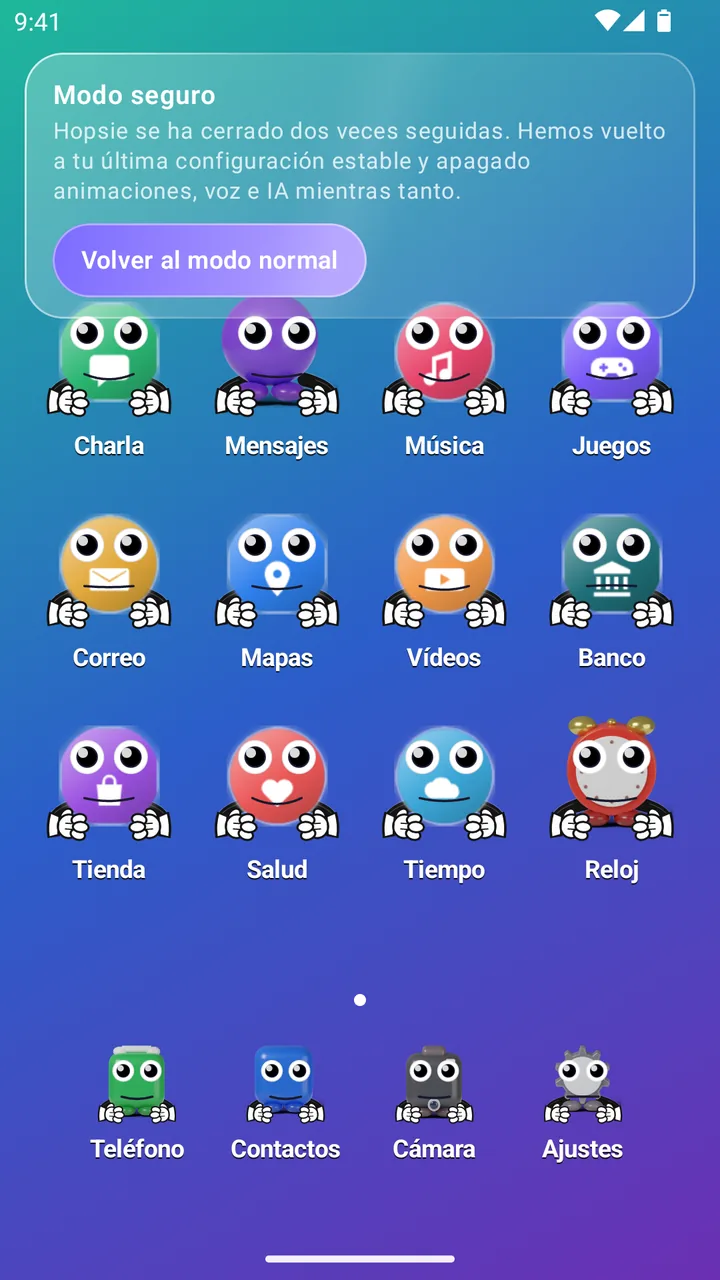 9:41
Modo seguro
Hopsie se ha cerrado dos veces seguidas. Hemos vuelto
a tu última configuración estable y apagado
animaciones, voz e IA mientras tanto.
Volver al modo normal
Charla Mensajes Música Juegos
Correo Mapas Vídeos Banco
Tienda Salud Tiempo Reloj
Teléfono Contactos Cámara Ajustes